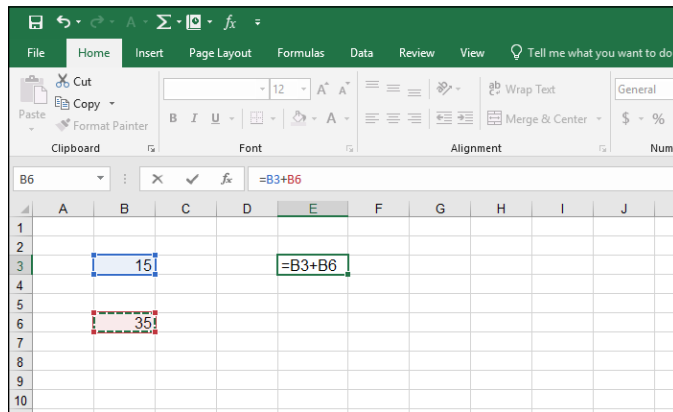 File Home Insert Page Layout Formulas Data Review View Tell me what you want to do
Cut
Copy
Paste
Format Painter
12 A A
B I U A
ab Wrap Text
Merge & Center
General
$ %
Clipboard Font Alignment Num
B6 fx =B3+B6
A B C D E F G H I J
1
2
3 15 =B3+B6
4
5
6 35
7
8
9
10